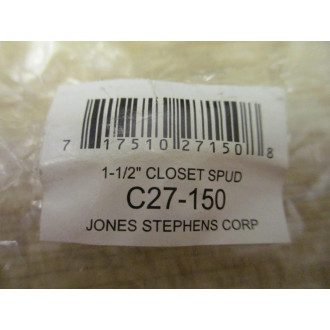 7 17510 27150 8
1-1/2" CLOSET SPUD
C27-150
JONES STEPHENS CORP